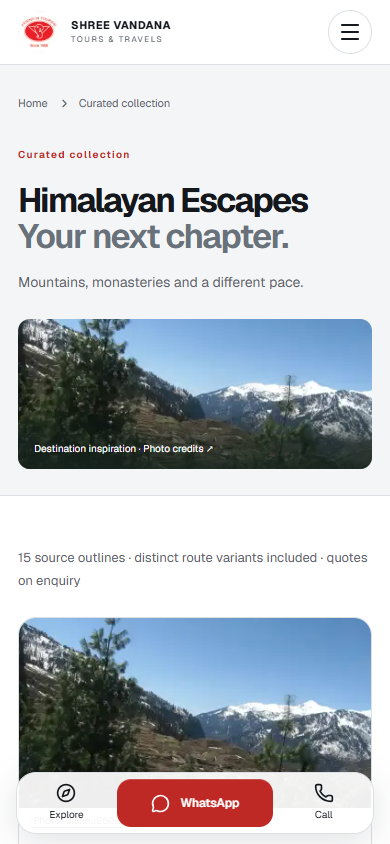 SHREE VANDANA
TOURS & TRAVELS
Home > Curated collection
Curated collection
Himalayan Escapes
Your next chapter.
Mountains, monasteries and a different pace.
Destination inspiration · Photo credits ↗
15 source outlines · distinct route variants included · quotes
on enquiry
Explore
WhatsApp
Call